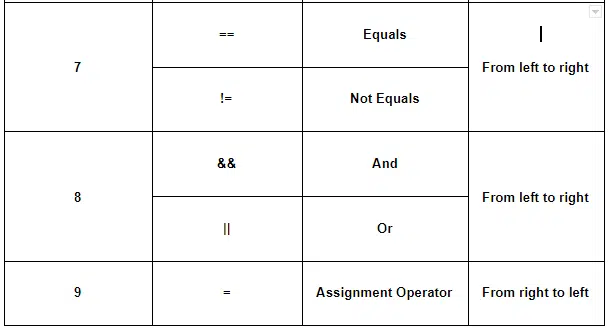 7
==
Equals
From left to right
!=
Not Equals
8
&&
And
From left to right
||
Or
9
=
Assignment Operator
From right to left